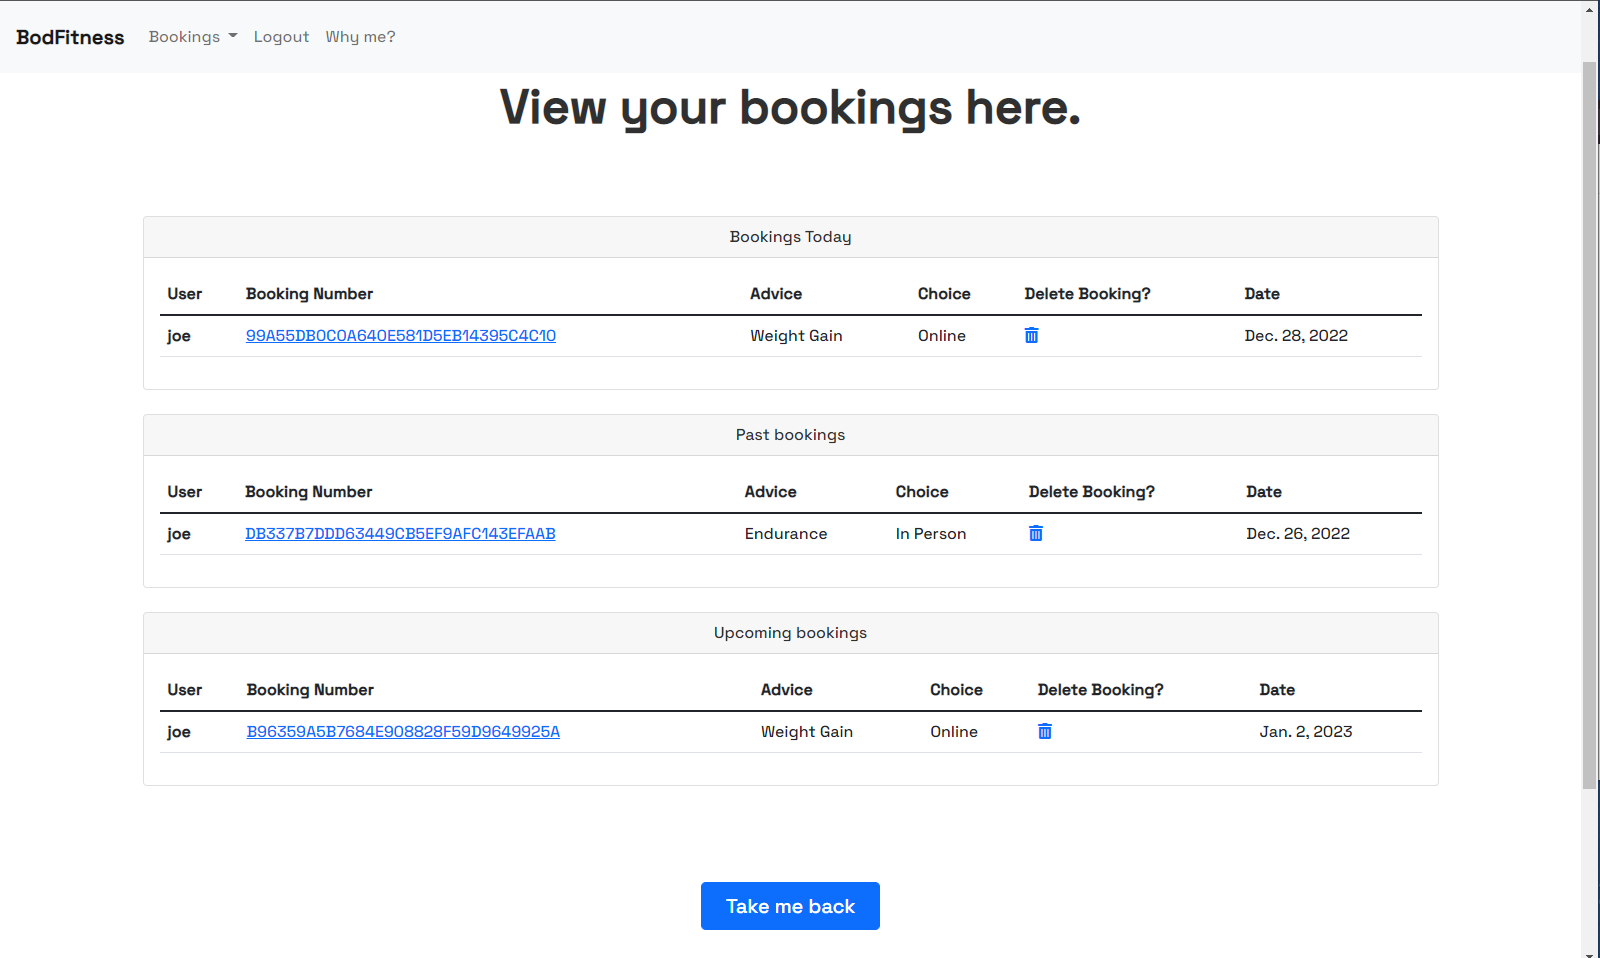 BodFitness Bookings Logout Why me?
View your bookings here.
Bookings Today
User Booking Number Advice Choice Delete Booking? Date
joe 99A55DB0C0A640E581D5EB14395C4C10 Weight Gain Online Dec. 28, 2022
Past bookings
User Booking Number Advice Choice Delete Booking? Date
joe DB337B7DDD63449CB5EF9AFC143EFAAB Endurance In Person Dec. 26, 2022
Upcoming bookings
User Booking Number Advice Choice Delete Booking? Date
joe B96359A5B7684E908828F59D9649925A Weight Gain Online Jan. 2, 2023
Take me back